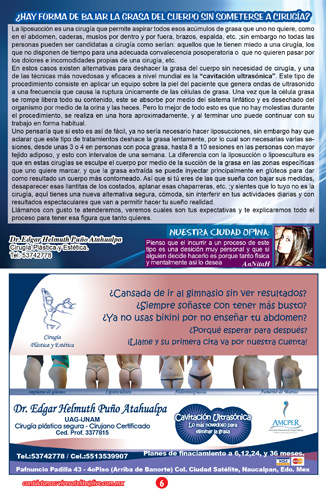 ¿HAY FORMA DE BAJAR LA GRASA DEL CUERPO SIN SOMETERSE A CIRUGÍA?
La liposucción es una cirugía que permite aspirar todos esos acúmulos de grasa que uno no quiere, como
en el abdomen, caderas, muslos por dentro y por fuera, brazos, espalda, etc. ;sin embargo no todas las
personas pueden ser candidatas a cirugía como serían: aquellos que le tienen miedo a una cirugía, los
que no disponen de tiempo para una adecuada convalecencia posoperatoria o que no quieren pasar por
los dolores e incomodidades propias de una cirugía, etc.
En estos casos existen alternativas para deshacer la grasa del cuerpo sin necesidad de cirugía, y una
de las técnicas más novedosas y eficaces a nivel mundial es la "cavitación ultrasónica". Este tipo de
procedimiento consiste en aplicar un equipo sobre la piel del paciente que genera ondas de ultrasonido
a una frecuencia que causa la ruptura únicamente de las células de grasa. Una vez que la célula grasa
se rompe libera todo su contenido, este se absorbe por medio del sistema linfático y es desechado del
organismo por medio de la orina y las heces. Pero lo mejor de todo esto es que no hay molestias durante
el procedimiento, se realiza en una hora aproximadamente, y al terminar uno puede continuar con su
trabajo en forma habitual.
Uno pensaría que si esto es así de fácil, ya no sería necesario hacer liposucciones, sin embargo hay que
aclarar que este tipo de tratamientos deshace la grasa lentamente, por lo cual son necesarias varias se-
siones, desde unas 3 o 4 en personas con poca grasa, hasta 8 a 10 sesiones en las personas con mayor
tejido adiposo, y esto con intervalos de una semana. La diferencia con la liposucción o lipoescultura es
que en estas cirugías se esculpe el cuerpo por medio de la succión de la grasa en las zonas específicas
que uno quiere marcar, y que la grasa extraída se puede inyectar principalmente en glúteos para dar
como resultado un cuerpo más contorneado. Así que si tú eres de las que sueña con bajar sus medidas,
desaparecer esas llantitas de los costados, aplanar esas chaparreras, etc. ;y sientes que lo tuyo no es la
cirugía, aquí tienes una nueva alternativa segura, cómoda, sin interferir en tus actividades diarias y con
resultados espectaculares que van a permitir hacer tu sueño realidad.
Llámanos con gusto te atenderemos, veremos cuales son tus expectativas y te explicaremos todo el
proceso para tener esa figura que tanto quieres.
Dr. Edgar Helmuth Puño Atahualpa
Cirugía Plástica y Estética.
Tel: 53742778
NUESTRA CIUDAD OPINA:
Pienso que el incurrir a un proceso de este
tipo es una desición muy personal y que si
alguien decide hacerlo es porque tanto física
y mentalmente así lo desea
AnNitaH
¿Cansada de ir al gimnasio sin ver resultados?
¿Siempre soñaste con tener más busto?
¿Ya no usas bikini por no enseñar tu abdomen?
¿Porqué esperar para después?
¡Llame y su primera cita va por nuestra cuenta!
Cirugía
Plástica y Estética
Dr. Edgar Helmuth Puño Atahualpa
UAG-UNAM
Cirugía plástica segura - Cirujano Certificado
Ced. Prof. 3377815
Cavitación Ultrasónica
Lo más novedoso para
eliminar la grasa
AMCPER
Tel.:53742778 / Cel:5513539907
Planes de financiamiento a 6,12,24, y 36 meses.
Pafnuncio Padilla 43 - 4oPiso (Arriba de Banorte) Col. Ciudad Satélite, Naucalpan, Edo. Mex
contáctanos: vivesatelite@live.com.mx
6